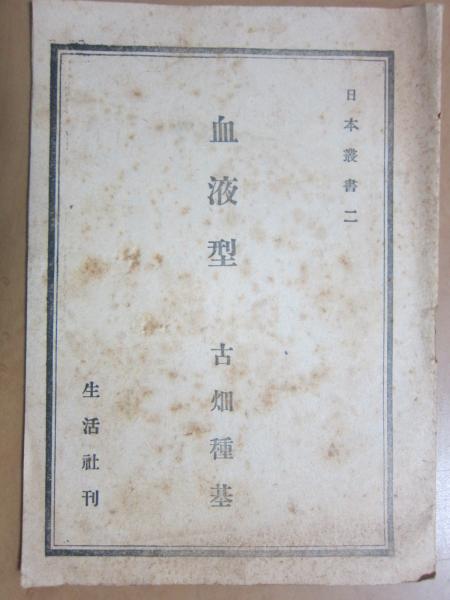 日本叢書二
血液型
古畑種基
生活社刊